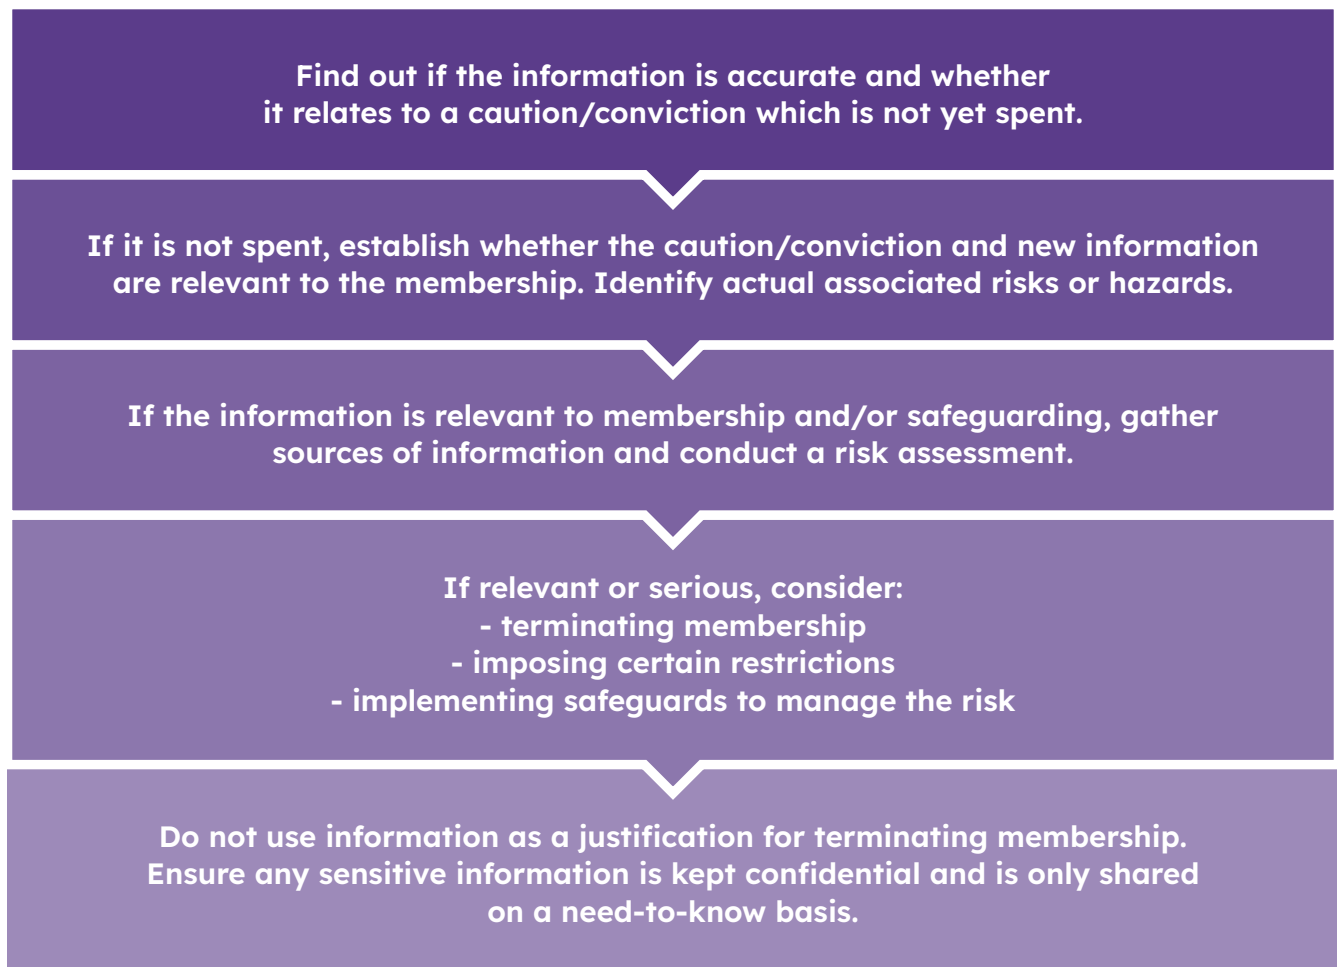 Find out if the information is accurate and whether
it relates to a caution/conviction which is not yet spent.
If it is not spent, establish whether the caution/conviction and new information
are relevant to the membership. Identify actual associated risks or hazards.
If the information is relevant to membership and/or safeguarding, gather
sources of information and conduct a risk assessment.
If relevant or serious, consider:
- terminating membership
- imposing certain restrictions
- implementing safeguards to manage the risk
Do not use information as a justification for terminating membership.
Ensure any sensitive information is kept confidential and is only shared
on a need-to-know basis.